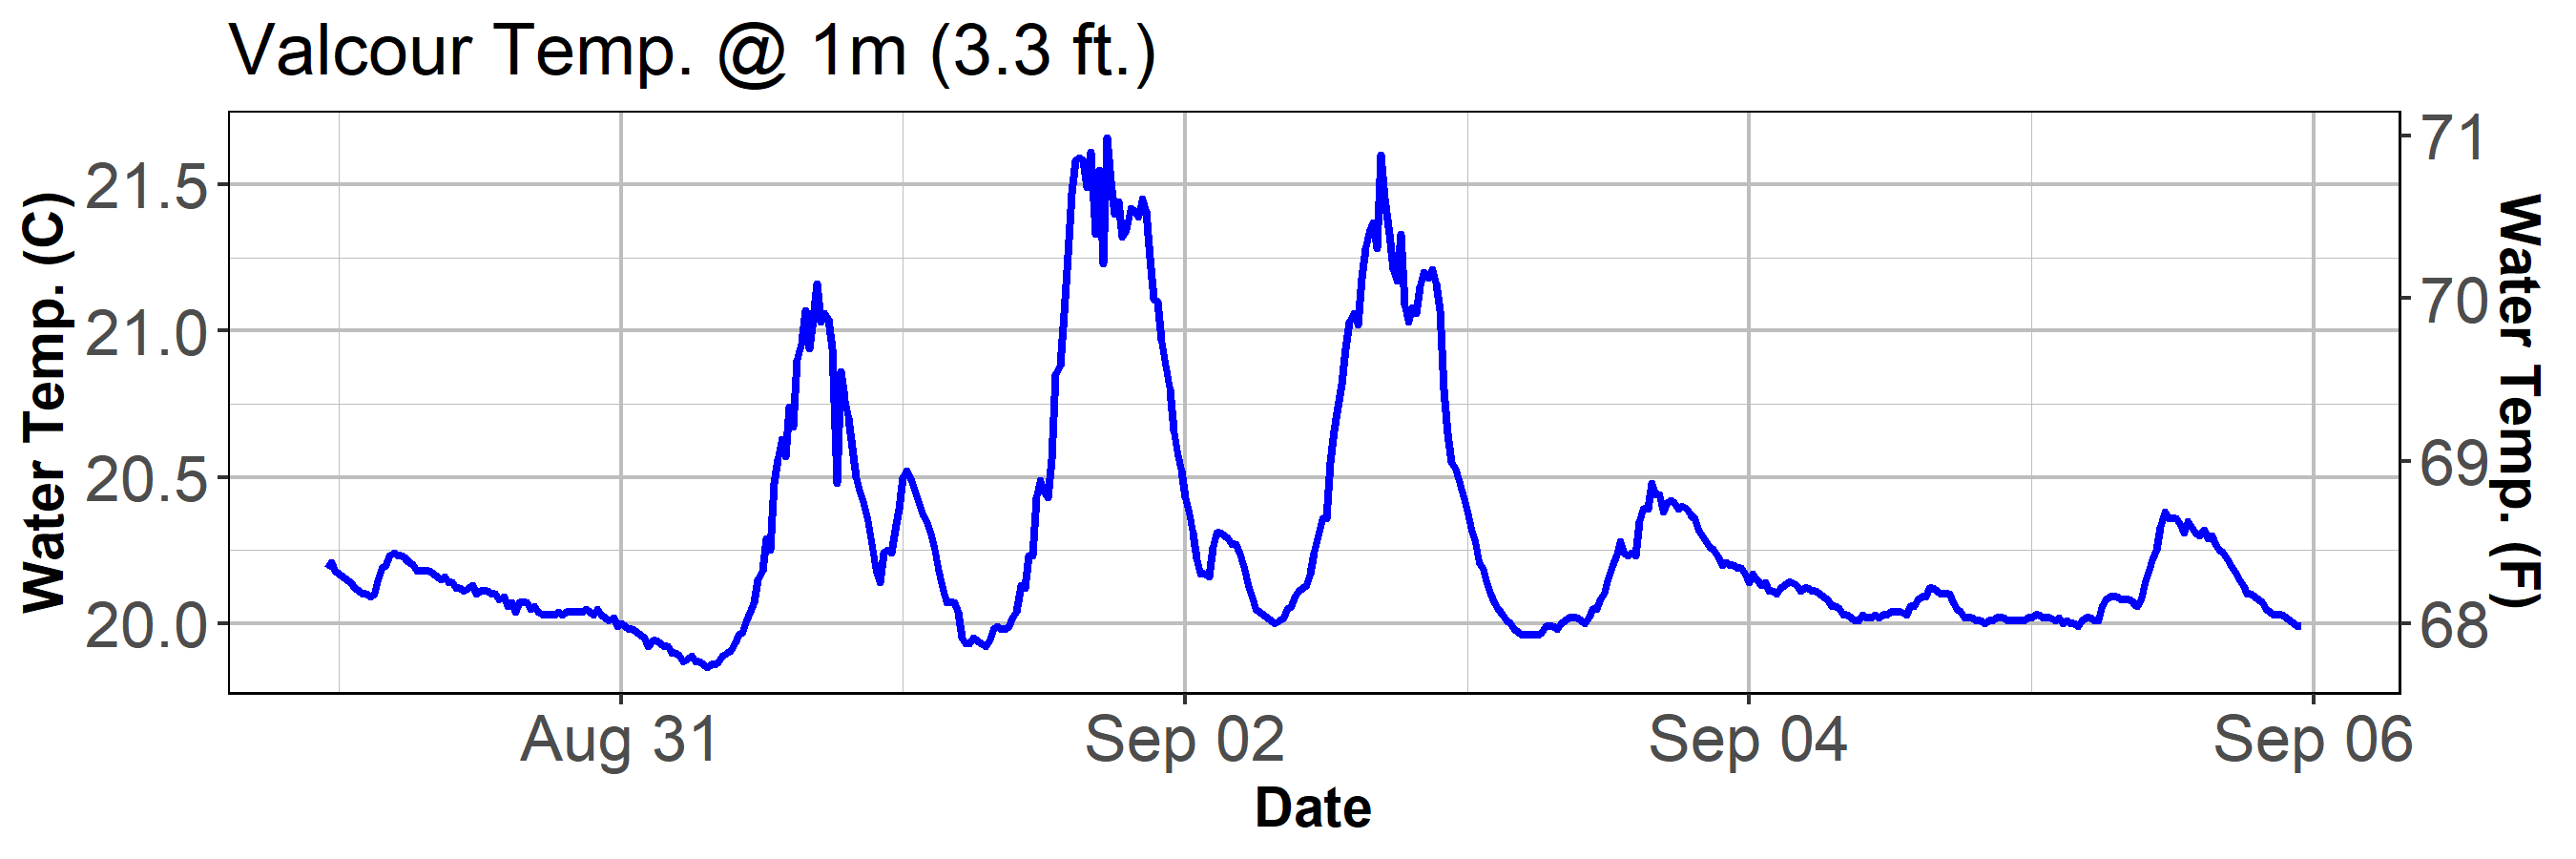 Valcour Temp. @ 1m (3.3 ft.)
Water Temp. (C)
21.5
21.0
20.5
20.0
71
70
69
68
Water Temp. (F)
Aug 31
Sep 02
Sep 04
Sep 06
Date